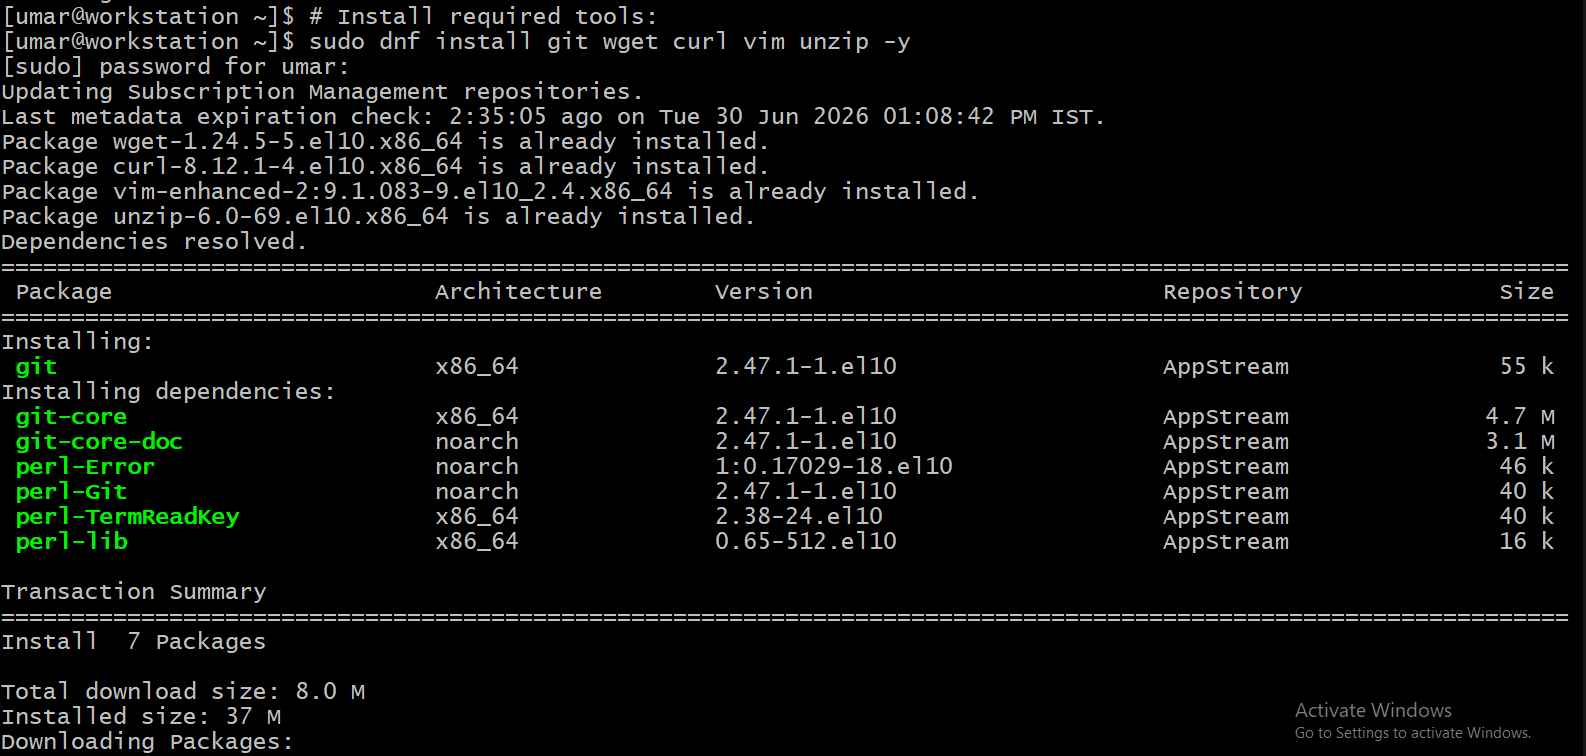 [umar@workstation ~]$ # Install required tools:
[umar@workstation ~]$ sudo dnf install git wget curl vim unzip -y
[sudo] password for umar:
Updating Subscription Management repositories.
Last metadata expiration check: 2:35:05 ago on Tue 30 Jun 2026 01:08:42 PM IST.
Package wget-1.24.5-5.el10.x86_64 is already installed.
Package curl-8.12.1-4.el10.x86_64 is already installed.
Package vim-enhanced-2:9.1.083-9.el10_2.4.x86_64 is already installed.
Package unzip-6.0-69.el10.x86_64 is already installed.
Dependencies resolved.
================================================================================================================
Package Architecture Version Repository Size
================================================================================================================
Installing:
git x86_64 2.47.1-1.el10 AppStream 55 k
Installing dependencies:
git-core x86_64 2.47.1-1.el10 AppStream 4.7 M
git-core-doc noarch 2.47.1-1.el10 AppStream 3.1 M
perl-Error noarch 1:0.17029-18.el10 AppStream 46 k
perl-Git noarch 2.47.1-1.el10 AppStream 40 k
perl-TermReadKey x86_64 2.38-24.el10 AppStream 40 k
perl-lib x86_64 0.65-512.el10 AppStream 16 k
Transaction Summary
================================================================================================================
Install 7 Packages
Total download size: 8.0 M
Installed size: 37 M
Downloading Packages:
Activate Windows
Go to Settings to activate Windows.